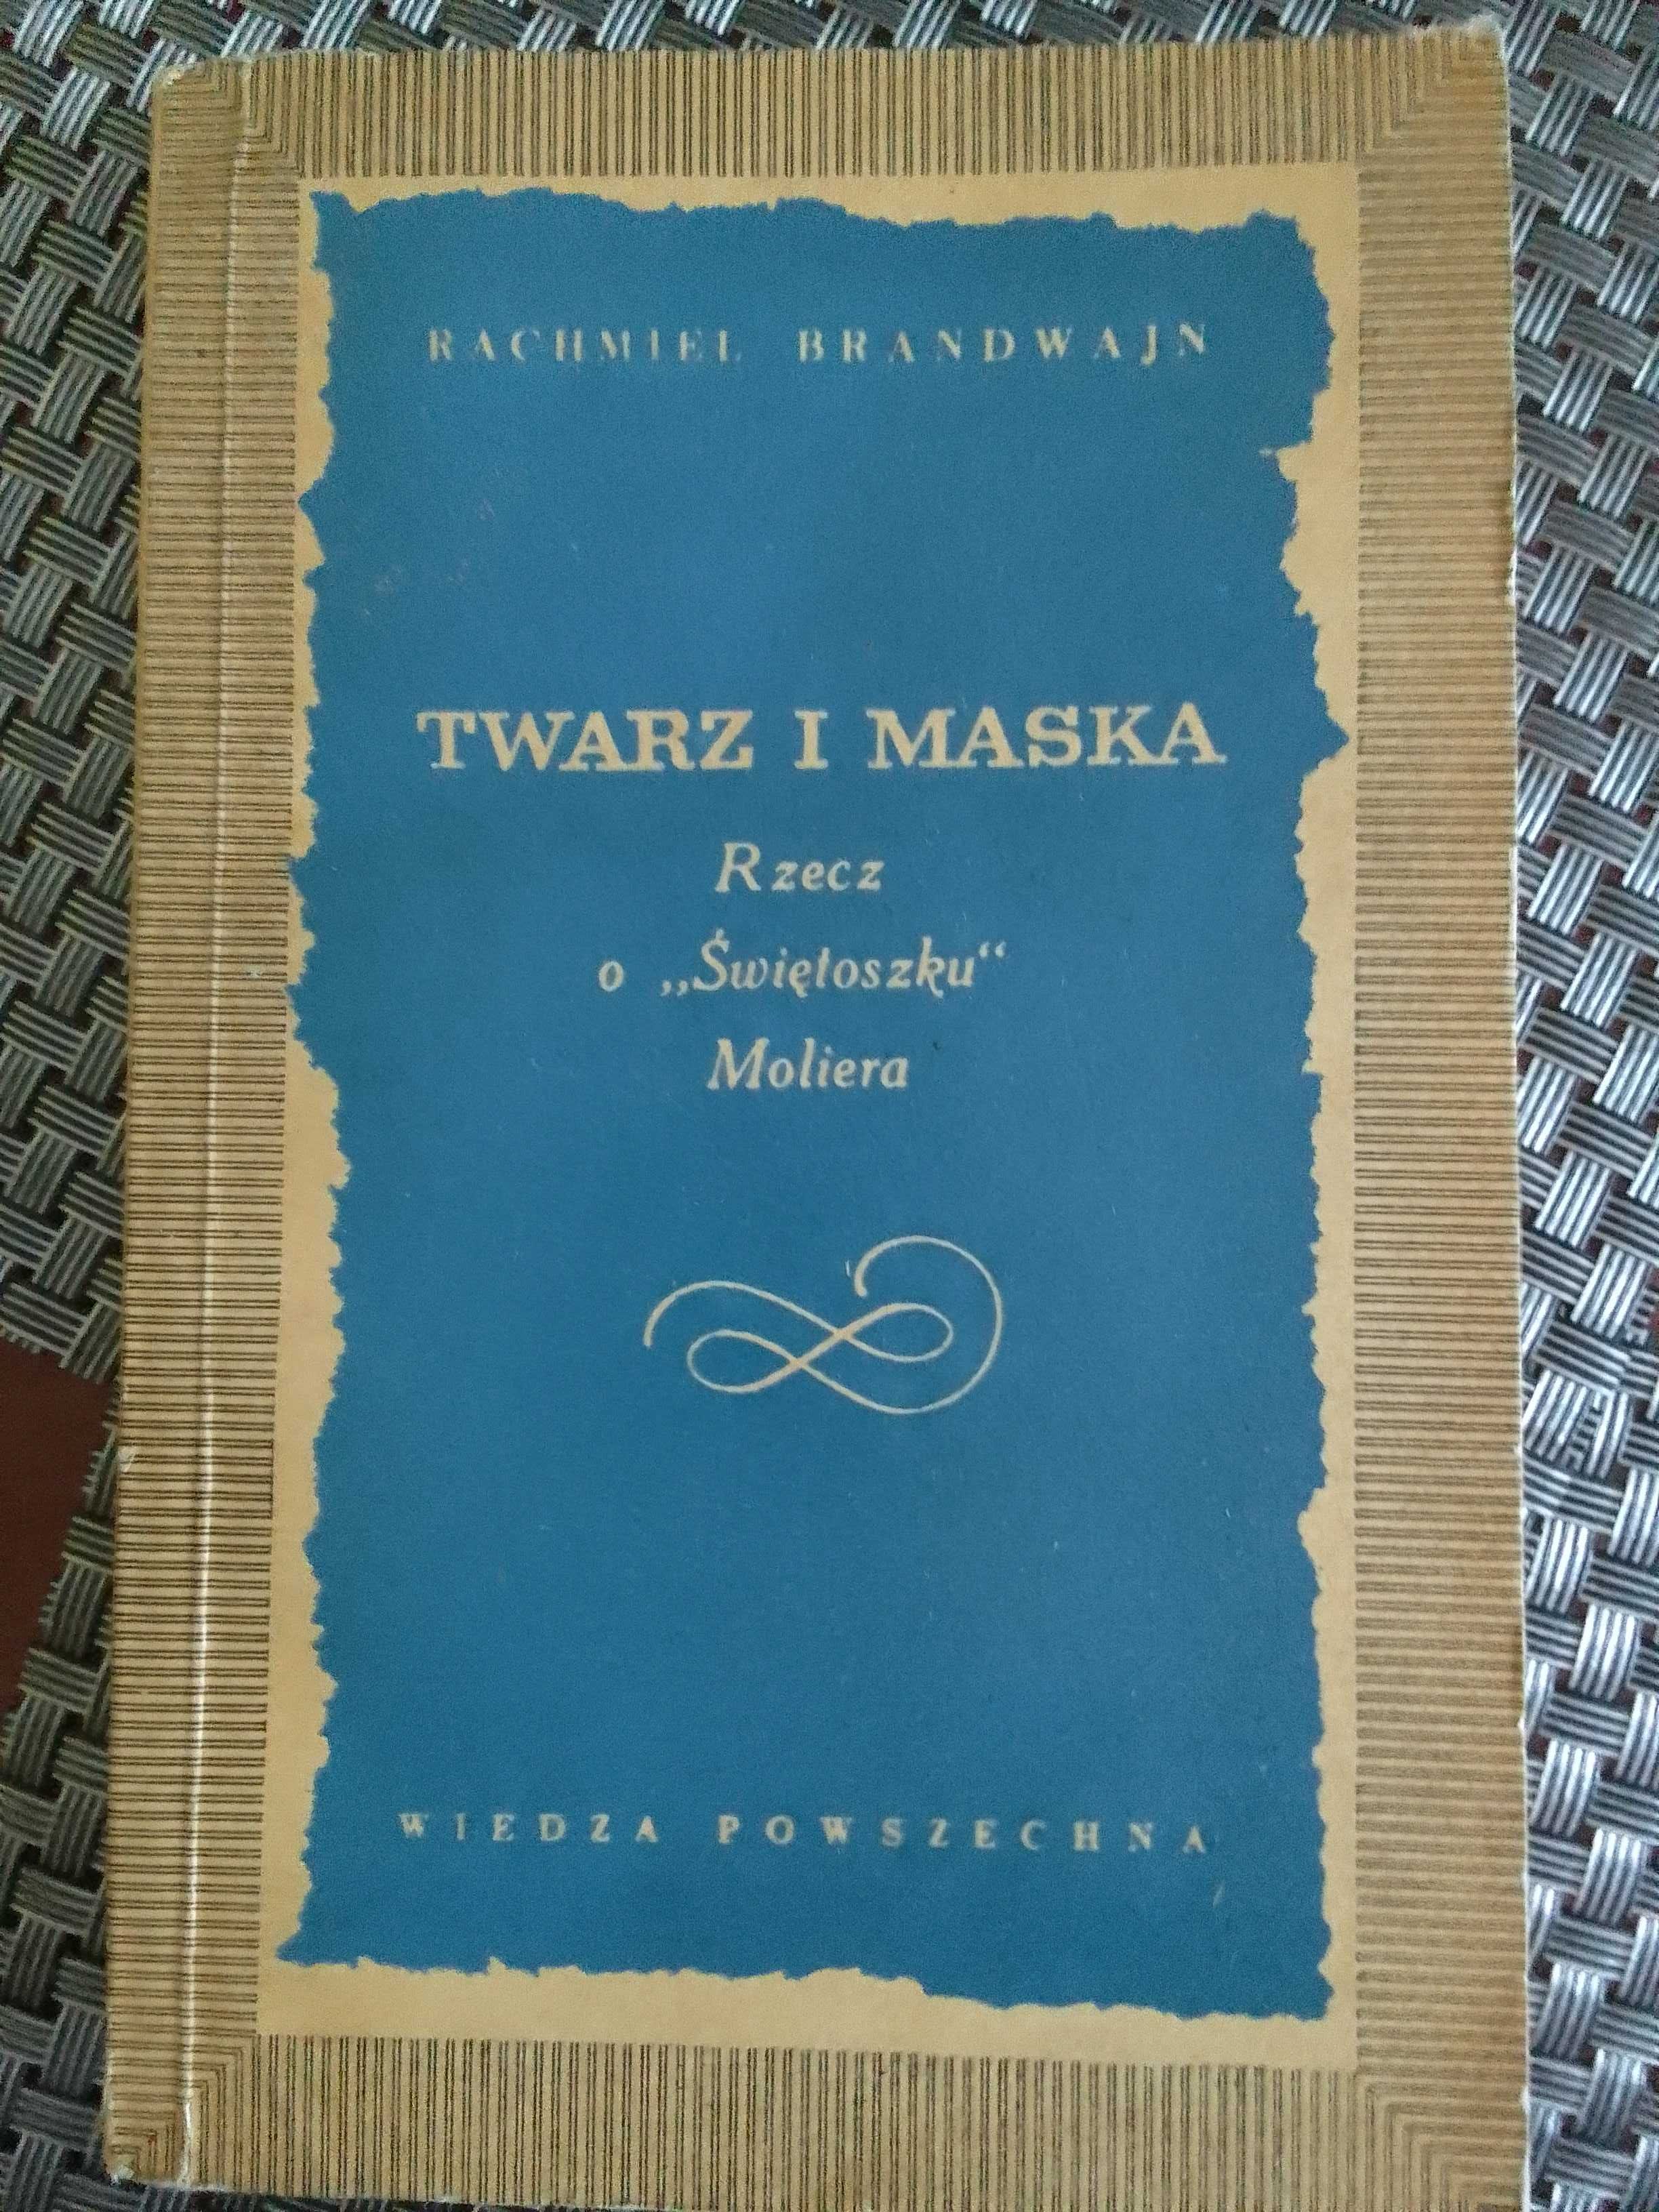 RACHMIEL BRANDWAJN
TWARZ I MASKA
Rzecz
o „Świętoszku“
Moliera
WIEDZA POWSZECHNA